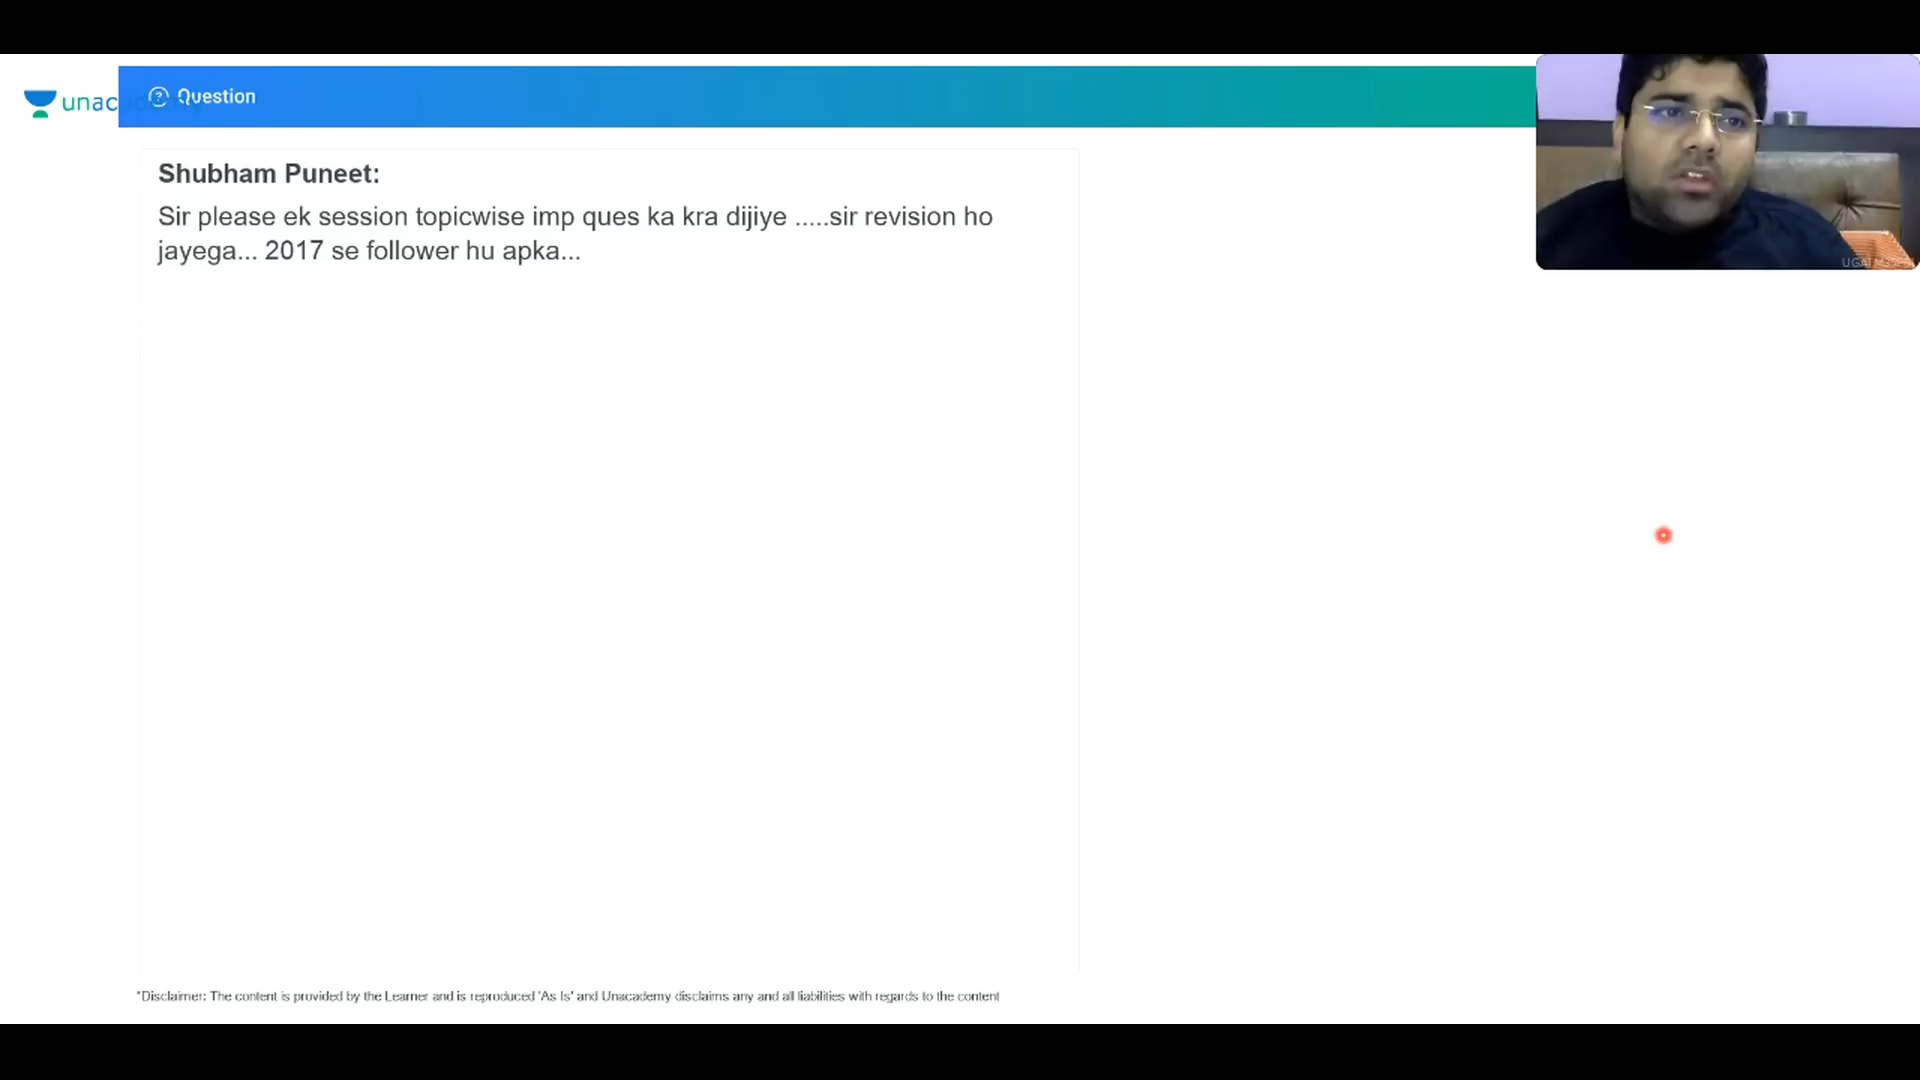 unac
Question
Shubham Puneet:
Sir please ek session topicwise imp ques ka kra dijiye .....sir revision ho
jayega... 2017 se follower hu apka...
*Disclaimer: The content is provided by the Learner and is reproduced 'As Is' and Unacademy disclaims any and all liabilities with regards to the content